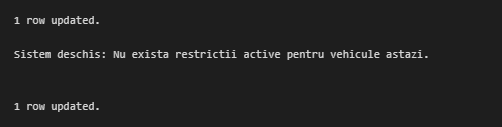 1 row updated.
Sistem deschis: Nu exista restrictii active pentru vehicule astazi.
1 row updated.